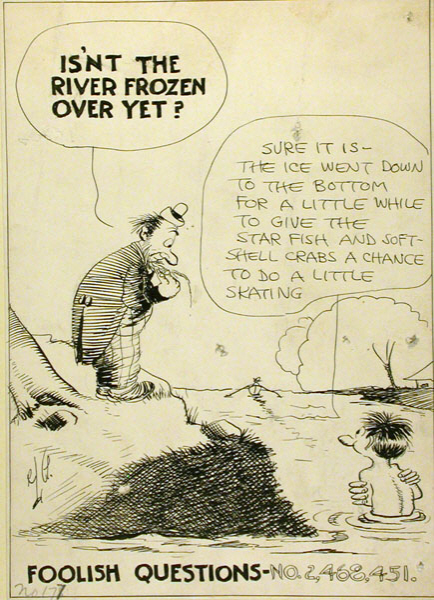 IS'NT THE
RIVER FROZEN
OVER YET?
SURE IT IS-
THE ICE WENT DOWN
TO THE BOTTOM
FOR A LITTLE WHILE
TO GIVE THE
STAR FISH AND SOFT-
SHELL CRABS A CHANCE
TO DO A LITTLE
SKATING
FOOLISH QUESTIONS-NO.2,468,451.